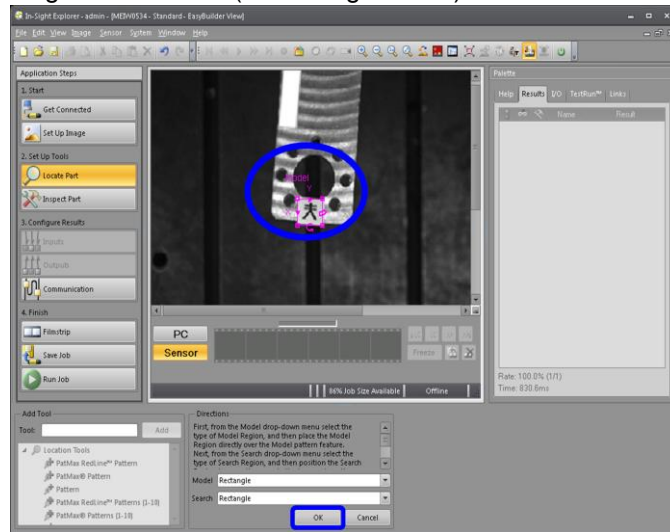 In-Sight Explorer - admin - [MEIW0534 - Standard - EasyBuilder View]
File Edit View Image Sensor System Window Help
Application Steps
1. Start
Get Connected
Set Up Image
2. Set Up Tools
Locate Part
Inspect Part
3. Configure Results
Inputs
Outputs
Communication
4. Finish
Filmstrip
Save Job
Run Job
Model
Y
大
PC
Sensor
Freeze
86% Job Size Available
Offline
Palette
Help Results I/O TestRun™ Links
Name Result
Rate: 100.0% (1/1)
Time: 830.6ms
Add Tool
Tool: Add
Location Tools
PatMax RedLine™ Pattern
PatMax® Pattern
Pattern
PatMax RedLine™ Patterns (1-10)
PatMax® Patterns (1-10)
Directions
First, from the Model drop-down menu select the
type of Model Region, and then place the Model
Region directly over the Model pattern feature.
Next, from the Search drop-down menu select the
type of Search Region, and then position the Search
Model Rectangle
Search Rectangle
OK Cancel